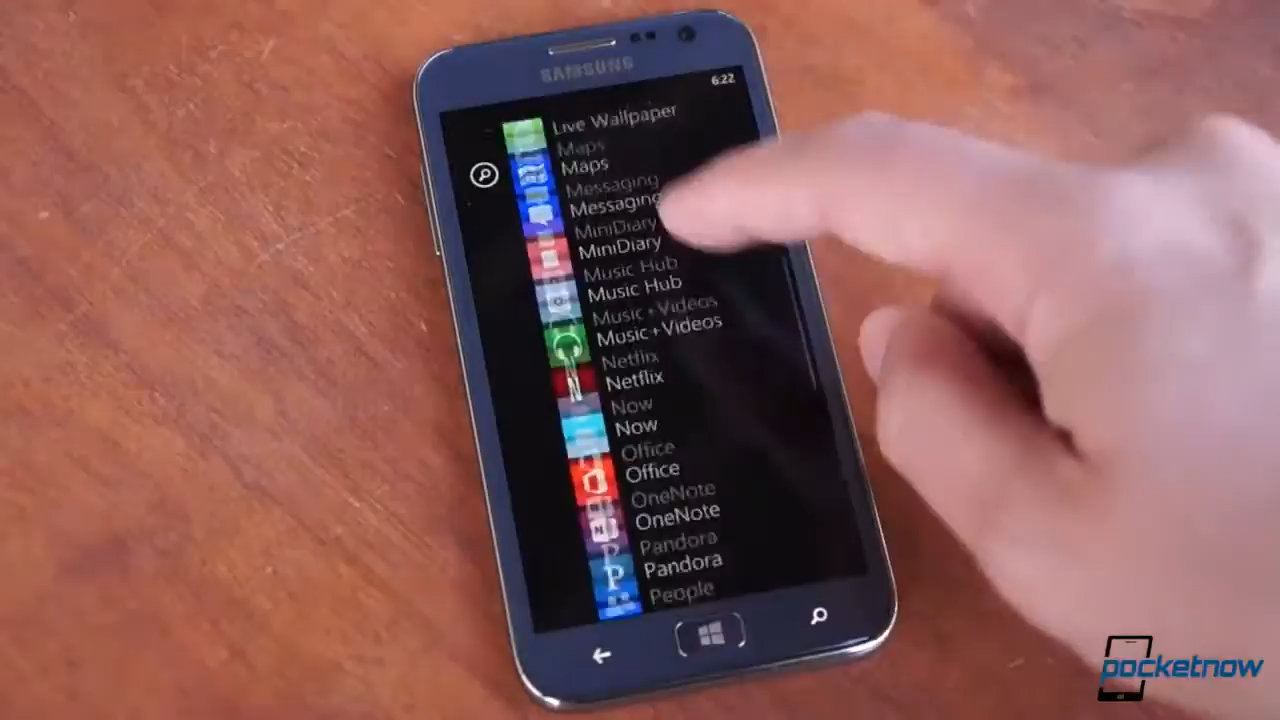 SAMSUNG
6:22
Live Wallpaper
Maps
Maps
Messaging
Messaging
MiniDiary
MiniDiary
Music Hub
Music Hub
Music+Videos
Music+Videos
Netflix
Netflix
Now
Now
Office
Office
OneNote
OneNote
Pandora
Pandora
People
pocketnow